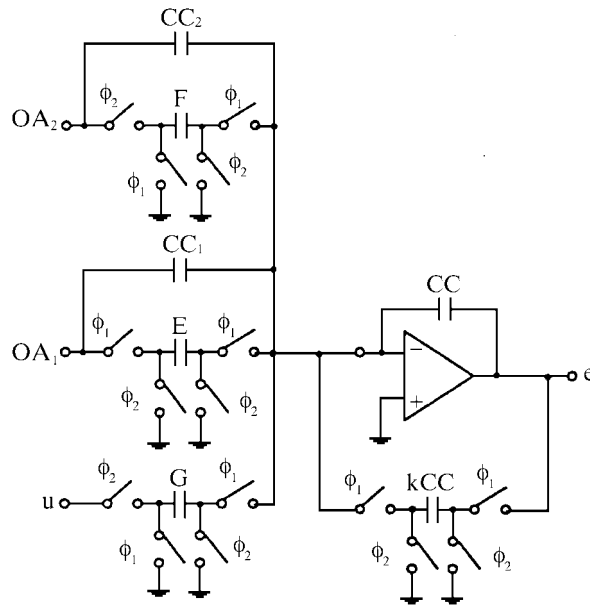 CC₂
ϕ₂ F ϕ₁
OA₂
ϕ₁ ϕ₂
CC₁
CC
ϕ₁ E ϕ₁
OA₁
−
+
e
ϕ₂ ϕ₂
ϕ₂ G ϕ₁
u
ϕ₁ kCC ϕ₁
ϕ₁ ϕ₂
ϕ₂ ϕ₂